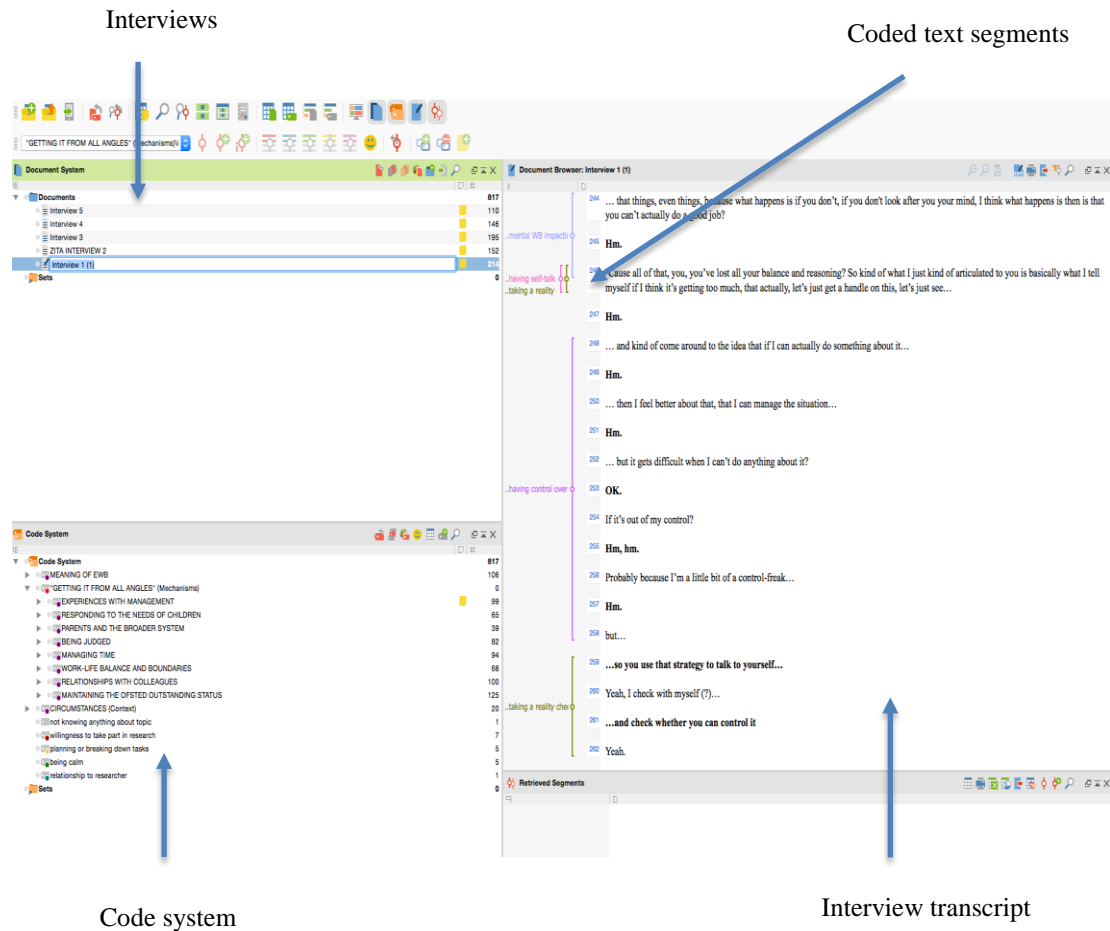 Interviews
Coded text segments
"GETTING IT FROM ALL ANGLES" (Mechanisms)\
Document System
Documents 817
Interview 5 110
Interview 4 146
Interview 3 195
ZITA INTERVIEW 2 152
Interview 1 (1) 214
Sets 0
Code System
Code System 817
MEANING OF EWB 106
"GETTING IT FROM ALL ANGLES" (Mechanisms) 0
EXPERIENCES WITH MANAGEMENT 99
RESPONDING TO THE NEEDS OF CHILDREN 65
PARENTS AND THE BROADER SYSTEM 39
BEING JUDGED 82
MANAGING TIME 94
WORK-LIFE BALANCE AND BOUNDARIES 68
RELATIONSHIPS WITH COLLEAGUES 100
MAINTAINING THE OFSTED OUTSTANDING STATUS 125
CIRCUMSTANCES (Context) 20
not knowing anything about topic 1
willingness to take part in research 7
planning or breaking down tasks 5
being calm 5
relationship to researcher 1
Sets 0
Document Browser: Interview 1 (1)
244 … that things, even things, because what happens is if you don't, if you don't look after you your mind, I think what happens is then is that
you can't actually do a good job?
..mental WB impactin
245 Hm.
246 'Cause all of that, you, you've lost all your balance and reasoning? So kind of what I just kind of articulated to you is basically what I tell
..having self-talk
..taking a reality
myself if I think it's getting too much, that actually, let's just get a handle on this, let's just see…
247 Hm.
248 … and kind of come around to the idea that if I can actually do something about it…
249 Hm.
250 … then I feel better about that, that I can manage the situation…
251 Hm.
252 … but it gets difficult when I can't do anything about it?
..having control over
253 OK.
254 If it's out of my control?
255 Hm, hm.
256 Probably because I'm a little bit of a control-freak…
257 Hm.
258 but…
259 …so you use that strategy to talk to yourself…
260 Yeah, I check with myself (?)…
..taking a reality chec
261 …and check whether you can control it
262 Yeah.
Retrieved Segments
Code system
Interview transcript